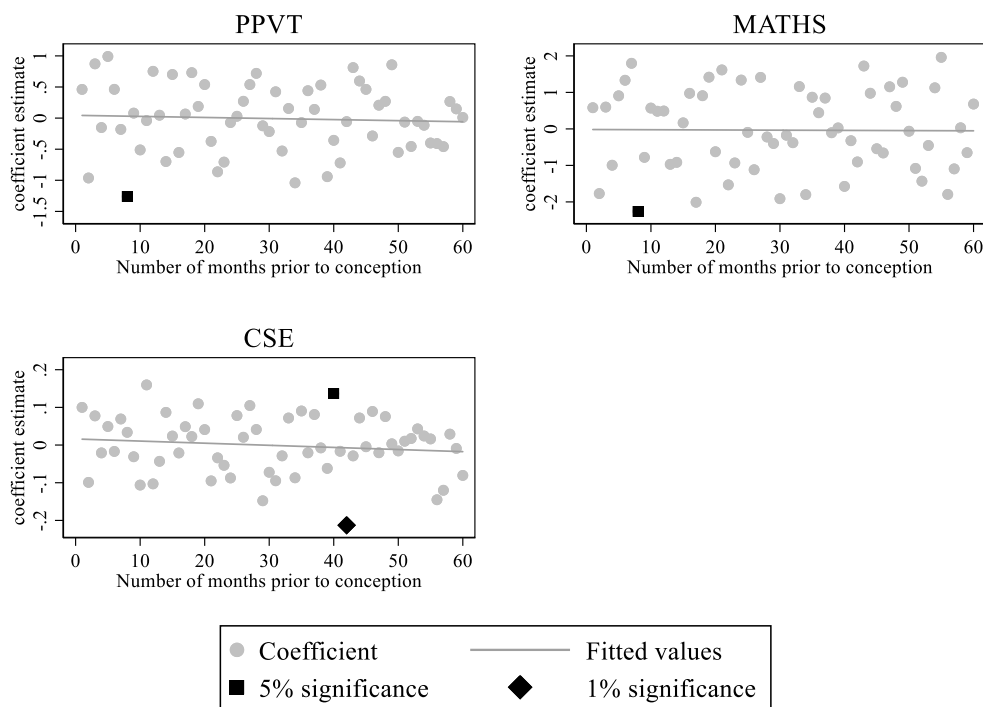 PPVT
coefficient estimate
1
.5
0
-.5
-1
-1.5
0 10 20 30 40 50 60
Number of months prior to conception
MATHS
coefficient estimate
2
1
0
-1
-2
0 10 20 30 40 50 60
Number of months prior to conception
CSE
coefficient estimate
.2
.1
0
-.1
-.2
0 10 20 30 40 50 60
Number of months prior to conception
Coefficient Fitted values
5% significance 1% significance